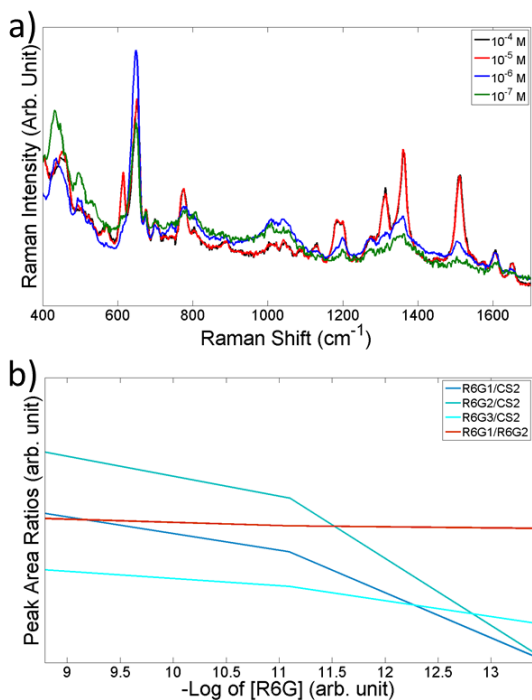 a)
Raman Intensity (Arb. Unit)
10⁻⁴ M
10⁻⁵ M
10⁻⁶ M
10⁻⁷ M
400 600 800 1000 1200 1400 1600
Raman Shift (cm⁻¹)
b)
Peak Area Ratios (arb. unit)
R6G1/CS2
R6G2/CS2
R6G3/CS2
R6G1/R6G2
9 9.5 10 10.5 11 11.5 12 12.5 13
-Log of [R6G] (arb. unit)